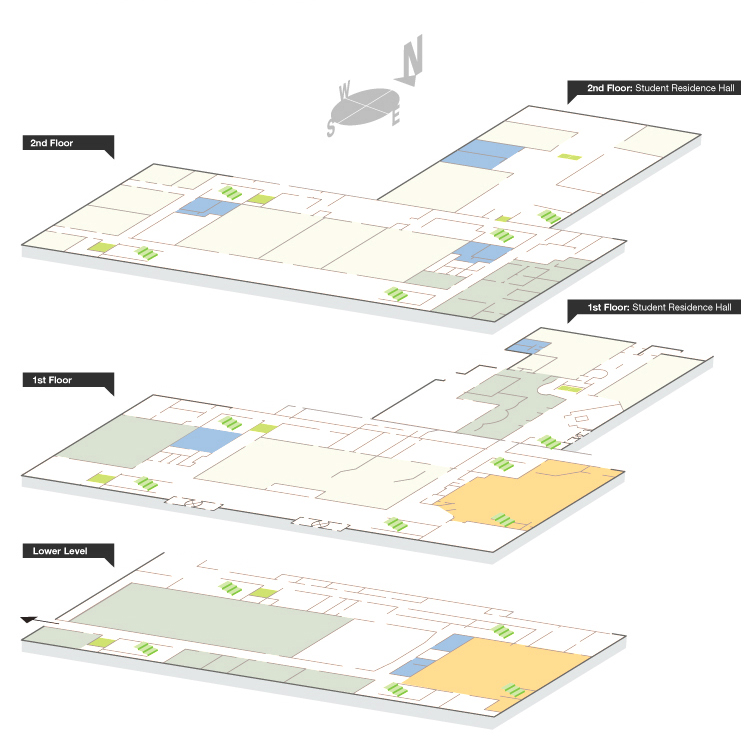 N
W
S
E
2nd Floor: Student Residence Hall
2nd Floor
1st Floor: Student Residence Hall
1st Floor
Lower Level